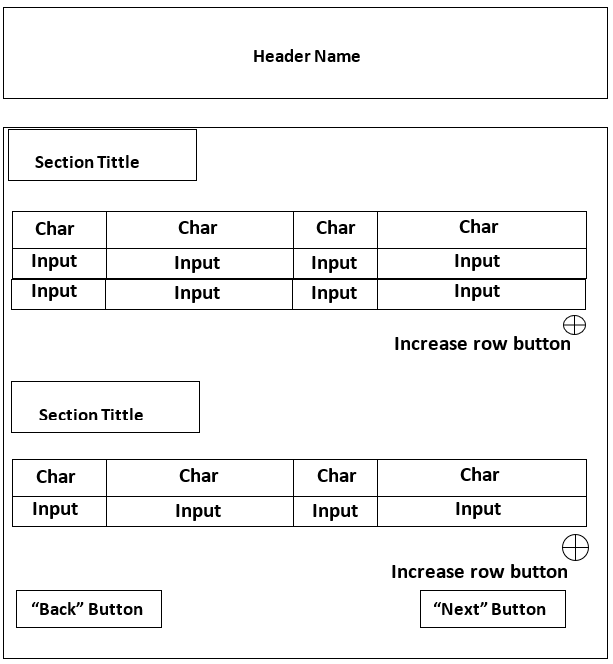 Header Name
Section Tittle
Char Char Char Char
Input Input Input Input
Input Input Input Input
Increase row button
Section Tittle
Char Char Char Char
Input Input Input Input
Increase row button
“Back” Button “Next” Button